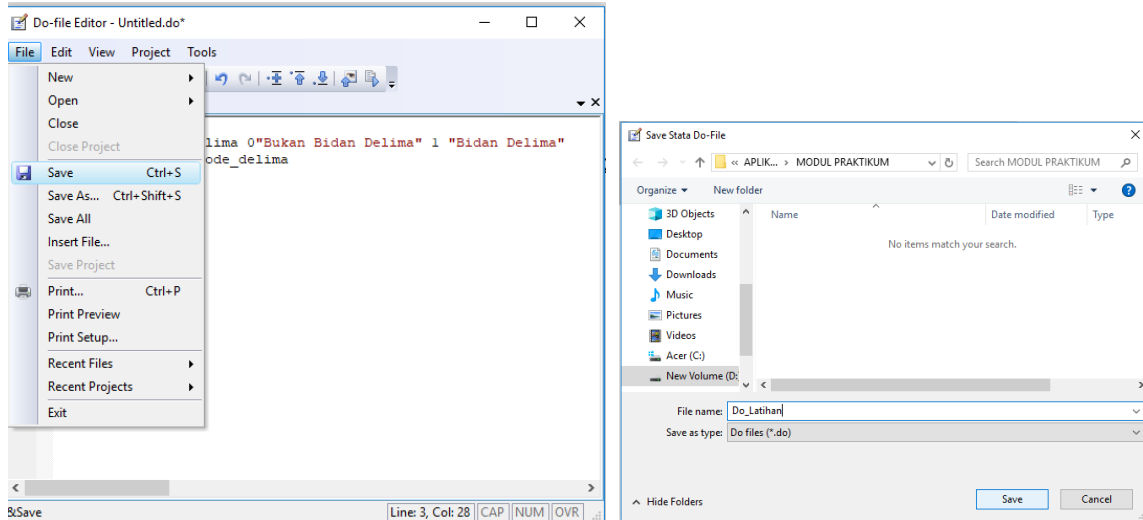 Do-file Editor - Untitled.do*
File Edit View Project Tools
New
Open
Close
Close Project
Save Ctrl+S
Save As... Ctrl+Shift+S
Save All
Insert File...
Save Project
Print... Ctrl+P
Print Preview
Print Setup...
Recent Files
Recent Projects
Exit
lima 0"Bukan Bidan Delima" 1 "Bidan Delima"
ode_delima
&Save
Line: 3, Col: 28 CAP NUM OVR
Save Stata Do-File
« APLIK... > MODUL PRAKTIKUM
Search MODUL PRAKTIKUM
Organize New folder
3D Objects
Desktop
Documents
Downloads
Music
Pictures
Videos
Acer (C:)
New Volume (D:
Name Date modified Type
No items match your search.
File name: Do_Latihan
Save as type: Do files (*.do)
Hide Folders
Save Cancel